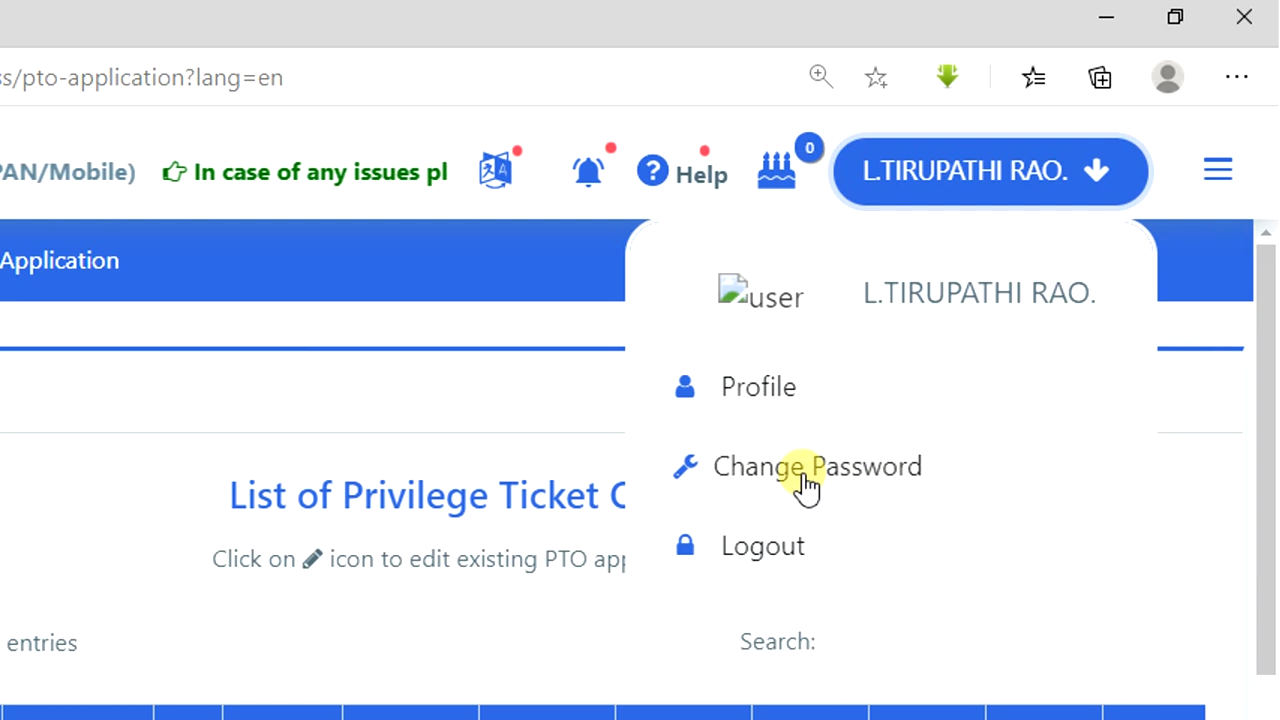 s/pto-application?lang=en
PAN/Mobile) In case of any issues pl Help 0 L.TIRUPATHI RAO.
Application
user L.TIRUPATHI RAO.
Profile
Change Password
List of Privilege Ticket
Logout
Click on icon to edit existing PTO app
entries Search: